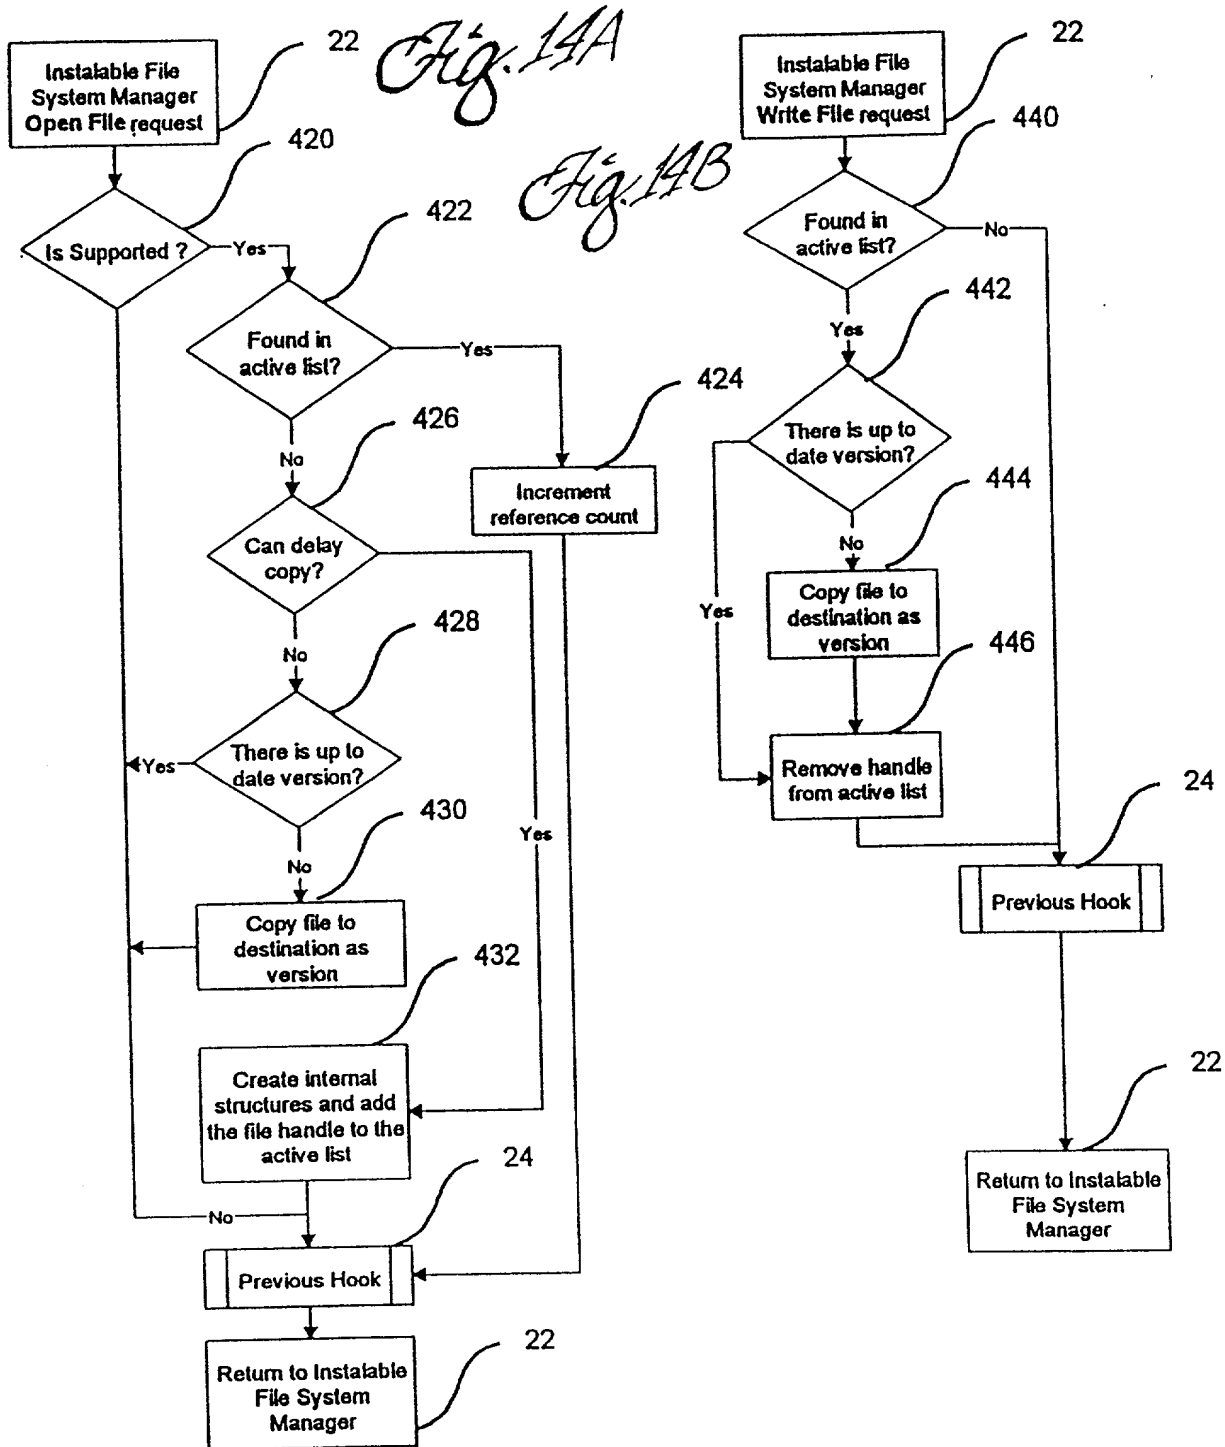 Fig. 14A
22
Instalable File
System Manager
Open File request
420
Is Supported ?
Yes
422
Found in
active list?
Yes
424
Increment
reference count
No
426
Can delay
copy?
No
428
There is up to
date version?
Yes
Yes
No
430
Copy file to
destination as
version
432
Create internal
structures and add
the file handle to the
active list
No
24
Previous Hook
22
Return to Instalable
File System
Manager
Fig. 14B
22
Instalable File
System Manager
Write File request
440
Found in
active list?
No
Yes
442
There is up to
date version?
Yes
No
444
Copy file to
destination as
version
446
Remove handle
from active list
24
Previous Hook
22
Return to Instalable
File System
Manager